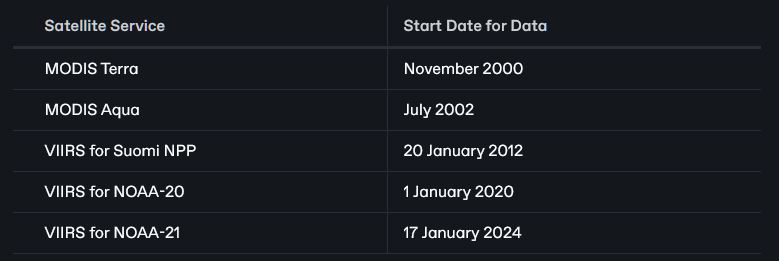 Satellite Service Start Date for Data
MODIS Terra November 2000
MODIS Aqua July 2002
VIIRS for Suomi NPP 20 January 2012
VIIRS for NOAA-20 1 January 2020
VIIRS for NOAA-21 17 January 2024